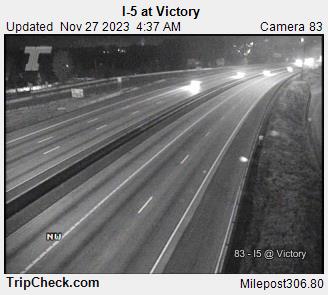 I-5 at Victory
Updated Nov 27 2023 4:37 AM Camera 83
T
NW
83 - I5 @ Victory
TripCheck.com Milepost306.80